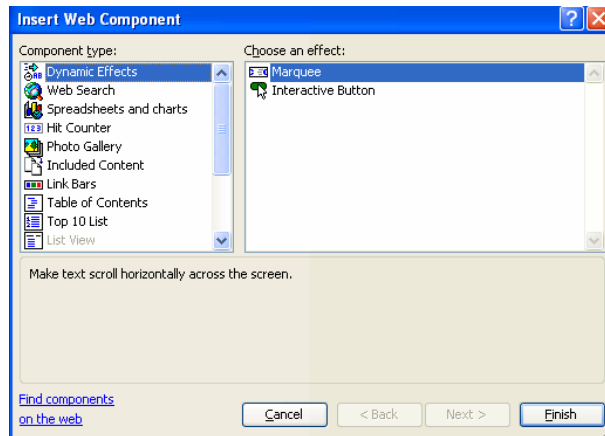 Insert Web Component
Component type:
Choose an effect:
Dynamic Effects
Web Search
Spreadsheets and charts
123 Hit Counter
Photo Gallery
Included Content
Link Bars
Table of Contents
Top 10 List
List View
Marquee
Interactive Button
Make text scroll horizontally across the screen.
Find components
on the web
Cancel
< Back
Next >
Finish